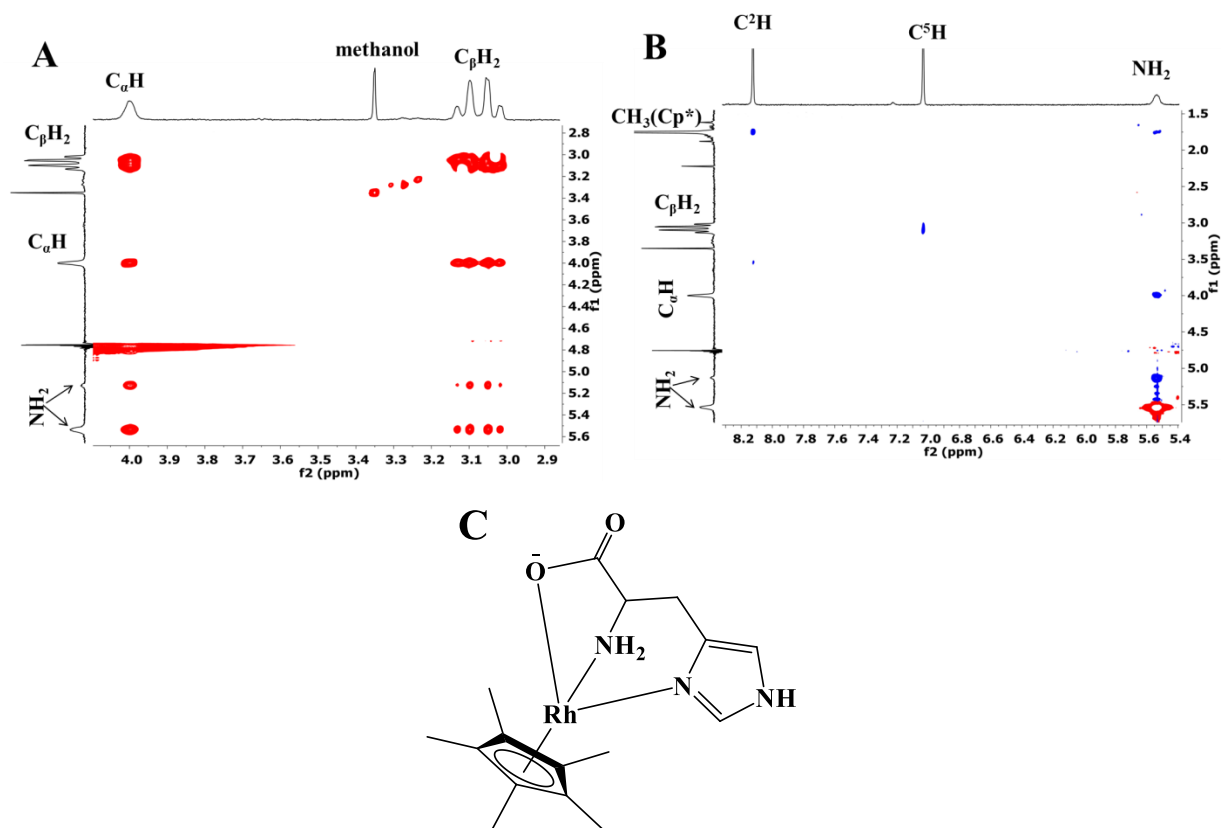 A
CαH
methanol
CβH₂
CβH₂
CαH
NH₂
2.8
3.0
3.2
3.4
3.6
3.8
4.0
4.2
4.4
4.6
4.8
5.0
5.2
5.4
5.6
f1 (ppm)
4.0 3.9 3.8 3.7 3.6 3.5 3.4 3.3 3.2 3.1 3.0 2.9
f2 (ppm)
B
C²H
C⁵H
NH₂
CH₃(Cp*)
CβH₂
CαH
NH₂
1.5
2.0
2.5
3.0
3.5
4.0
4.5
5.0
5.5
f1 (ppm)
8.2 8.0 7.8 7.6 7.4 7.2 7.0 6.8 6.6 6.4 6.2 6.0 5.8 5.6 5.4
f2 (ppm)
C
O
O⁻
NH₂
N
NH
Rh